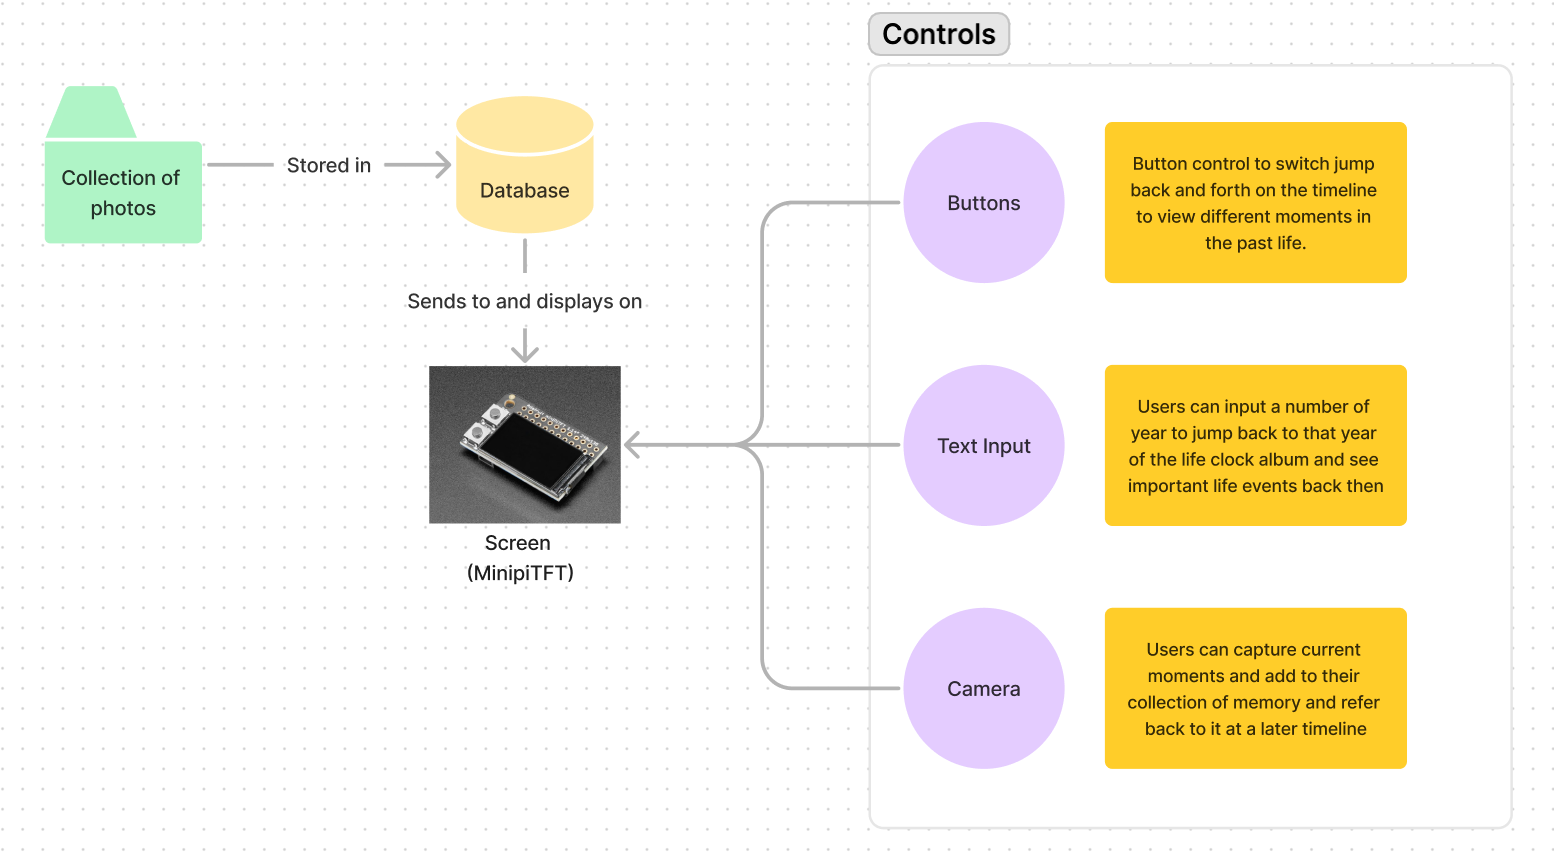 Controls
Collection of
photos
Stored in
Database
Sends to and displays on
Screen
(MinipiTFT)
Buttons
Button control to switch jump
back and forth on the timeline
to view different moments in
the past life.
Text Input
Users can input a number of
year to jump back to that year
of the life clock album and see
important life events back then
Camera
Users can capture current
moments and add to their
collection of memory and refer
back to it at a later timeline